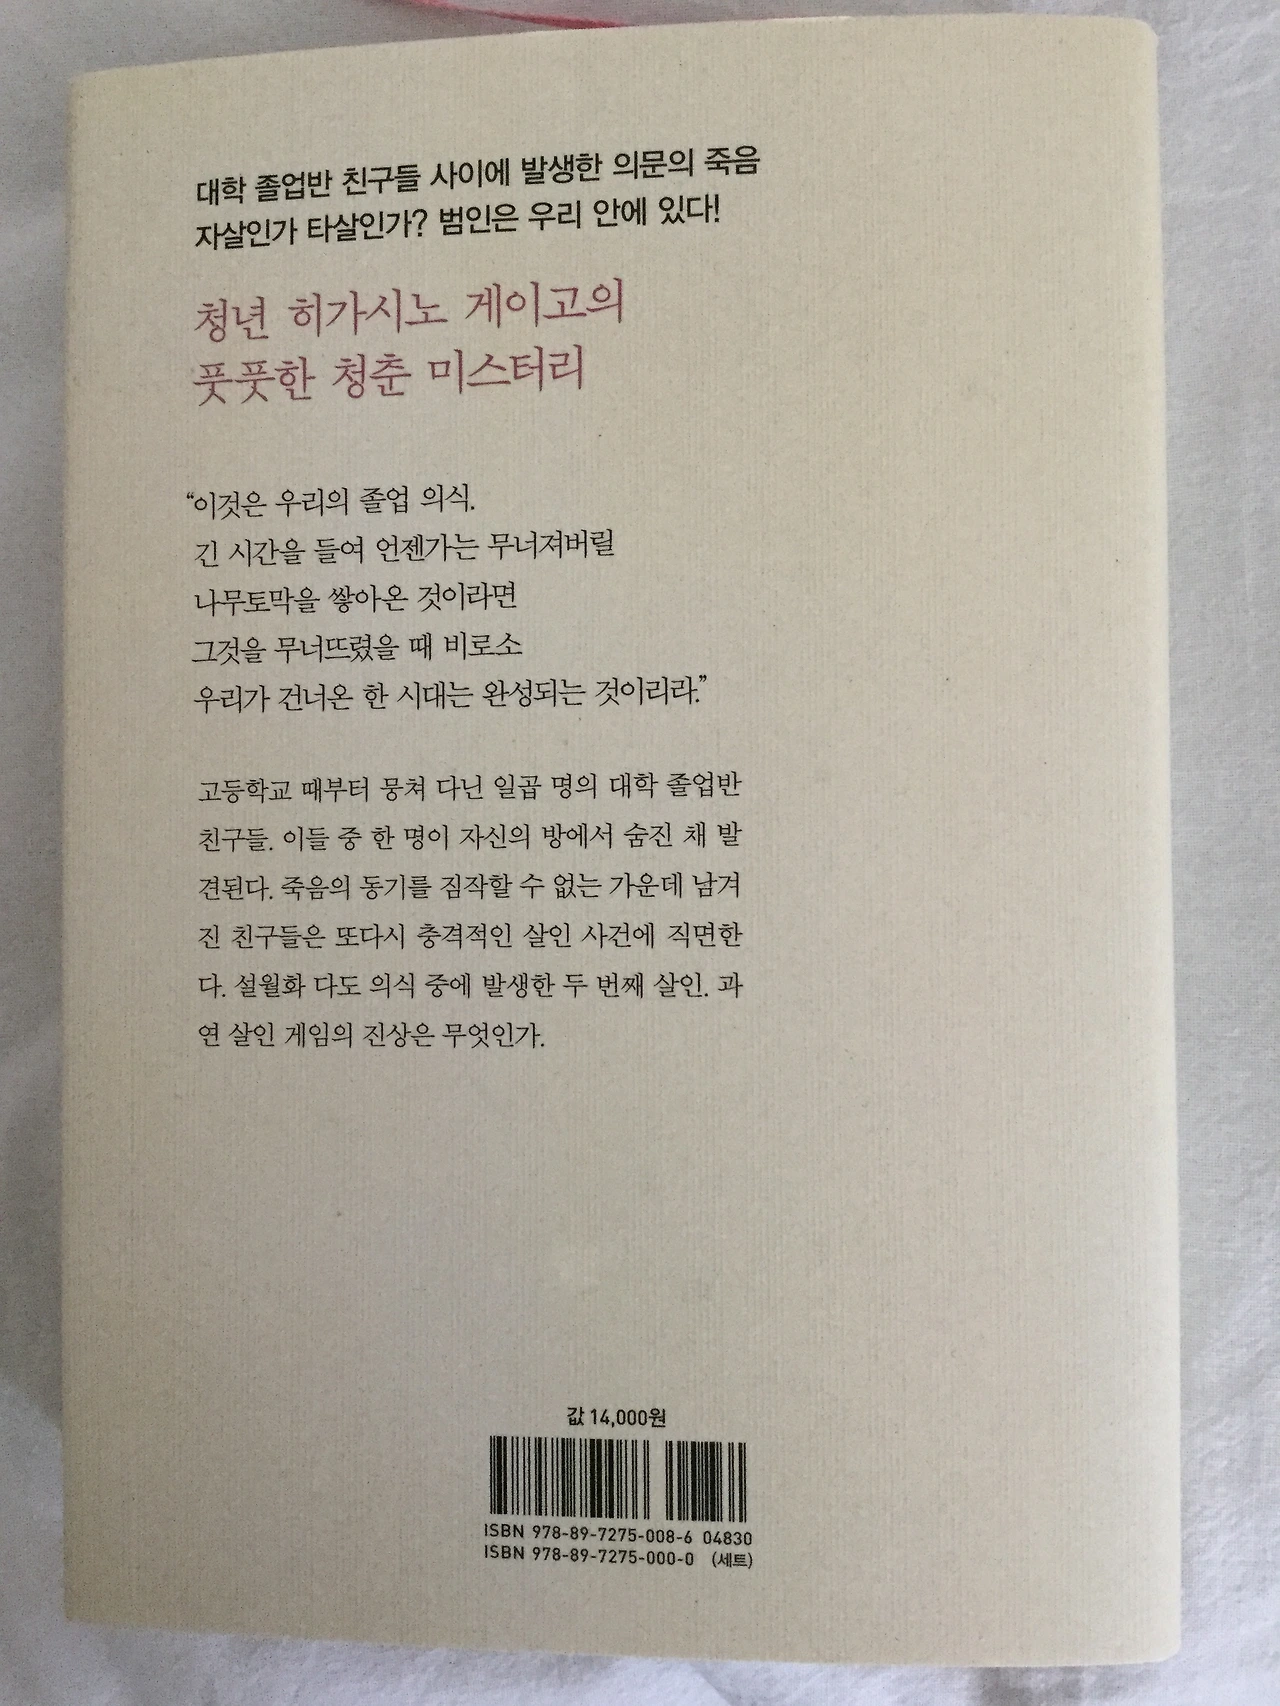 대학 졸업반 친구들 사이에 발생한 의문의 죽음
자살인가 타살인가? 범인은 우리 안에 있다!
청년 히가시노 게이고의
풋풋한 청춘 미스터리
“이것은 우리의 졸업 의식.
긴 시간을 들여 언젠가는 무너져버릴
나무토막을 쌓아온 것이라면
그것을 무너뜨렸을 때 비로소
우리가 건너온 한 시대는 완성되는 것이리라.”
고등학교 때부터 뭉쳐 다닌 일곱 명의 대학 졸업반
친구들. 이들 중 한 명이 자신의 방에서 숨진 채 발
견된다. 죽음의 동기를 짐작할 수 없는 가운데 남겨
진 친구들은 또다시 충격적인 살인 사건에 직면한
다. 설월화 다도 의식 중에 발생한 두 번째 살인. 과
연 살인 게임의 진상은 무엇인가.
값 14,000원
ISBN 978-89-7275-008-6 04830
ISBN 978-89-7275-000-0 (세트)